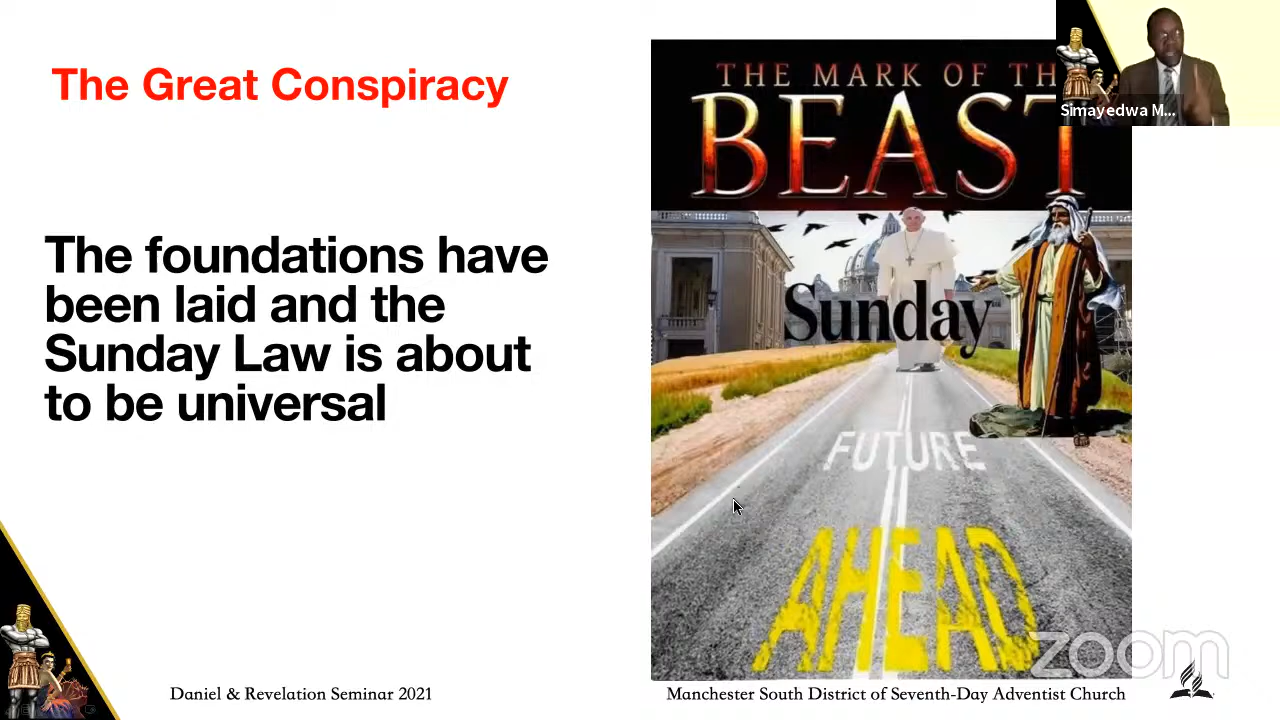 The Great Conspiracy
The foundations have
been laid and the
Sunday Law is about
to be universal
THE MARK OF TH
BEAST
Simayedwa M...
Sunday
FUTURE
AHEAD
zoom
Daniel & Revelation Seminar 2021
Manchester South District of Seventh-Day Adventist Church